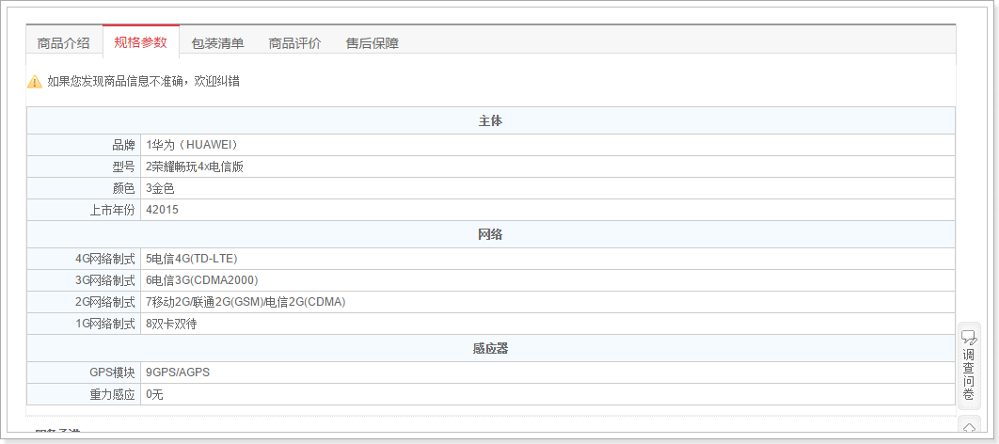 商品介绍 规格参数 包装清单 商品评价 售后保障
如果您发现商品信息不准确，欢迎纠错
主体
品牌 1华为（HUAWEI）
型号 2荣耀畅玩4x电信版
颜色 3金色
上市年份 42015
网络
4G网络制式 5电信4G(TD-LTE)
3G网络制式 6电信3G(CDMA2000)
2G网络制式 7移动2G/联通2G(GSM)/电信2G(CDMA)
1G网络制式 8双卡双待
感应器
GPS模块 9GPS/AGPS
重力感应 0无
调查问卷